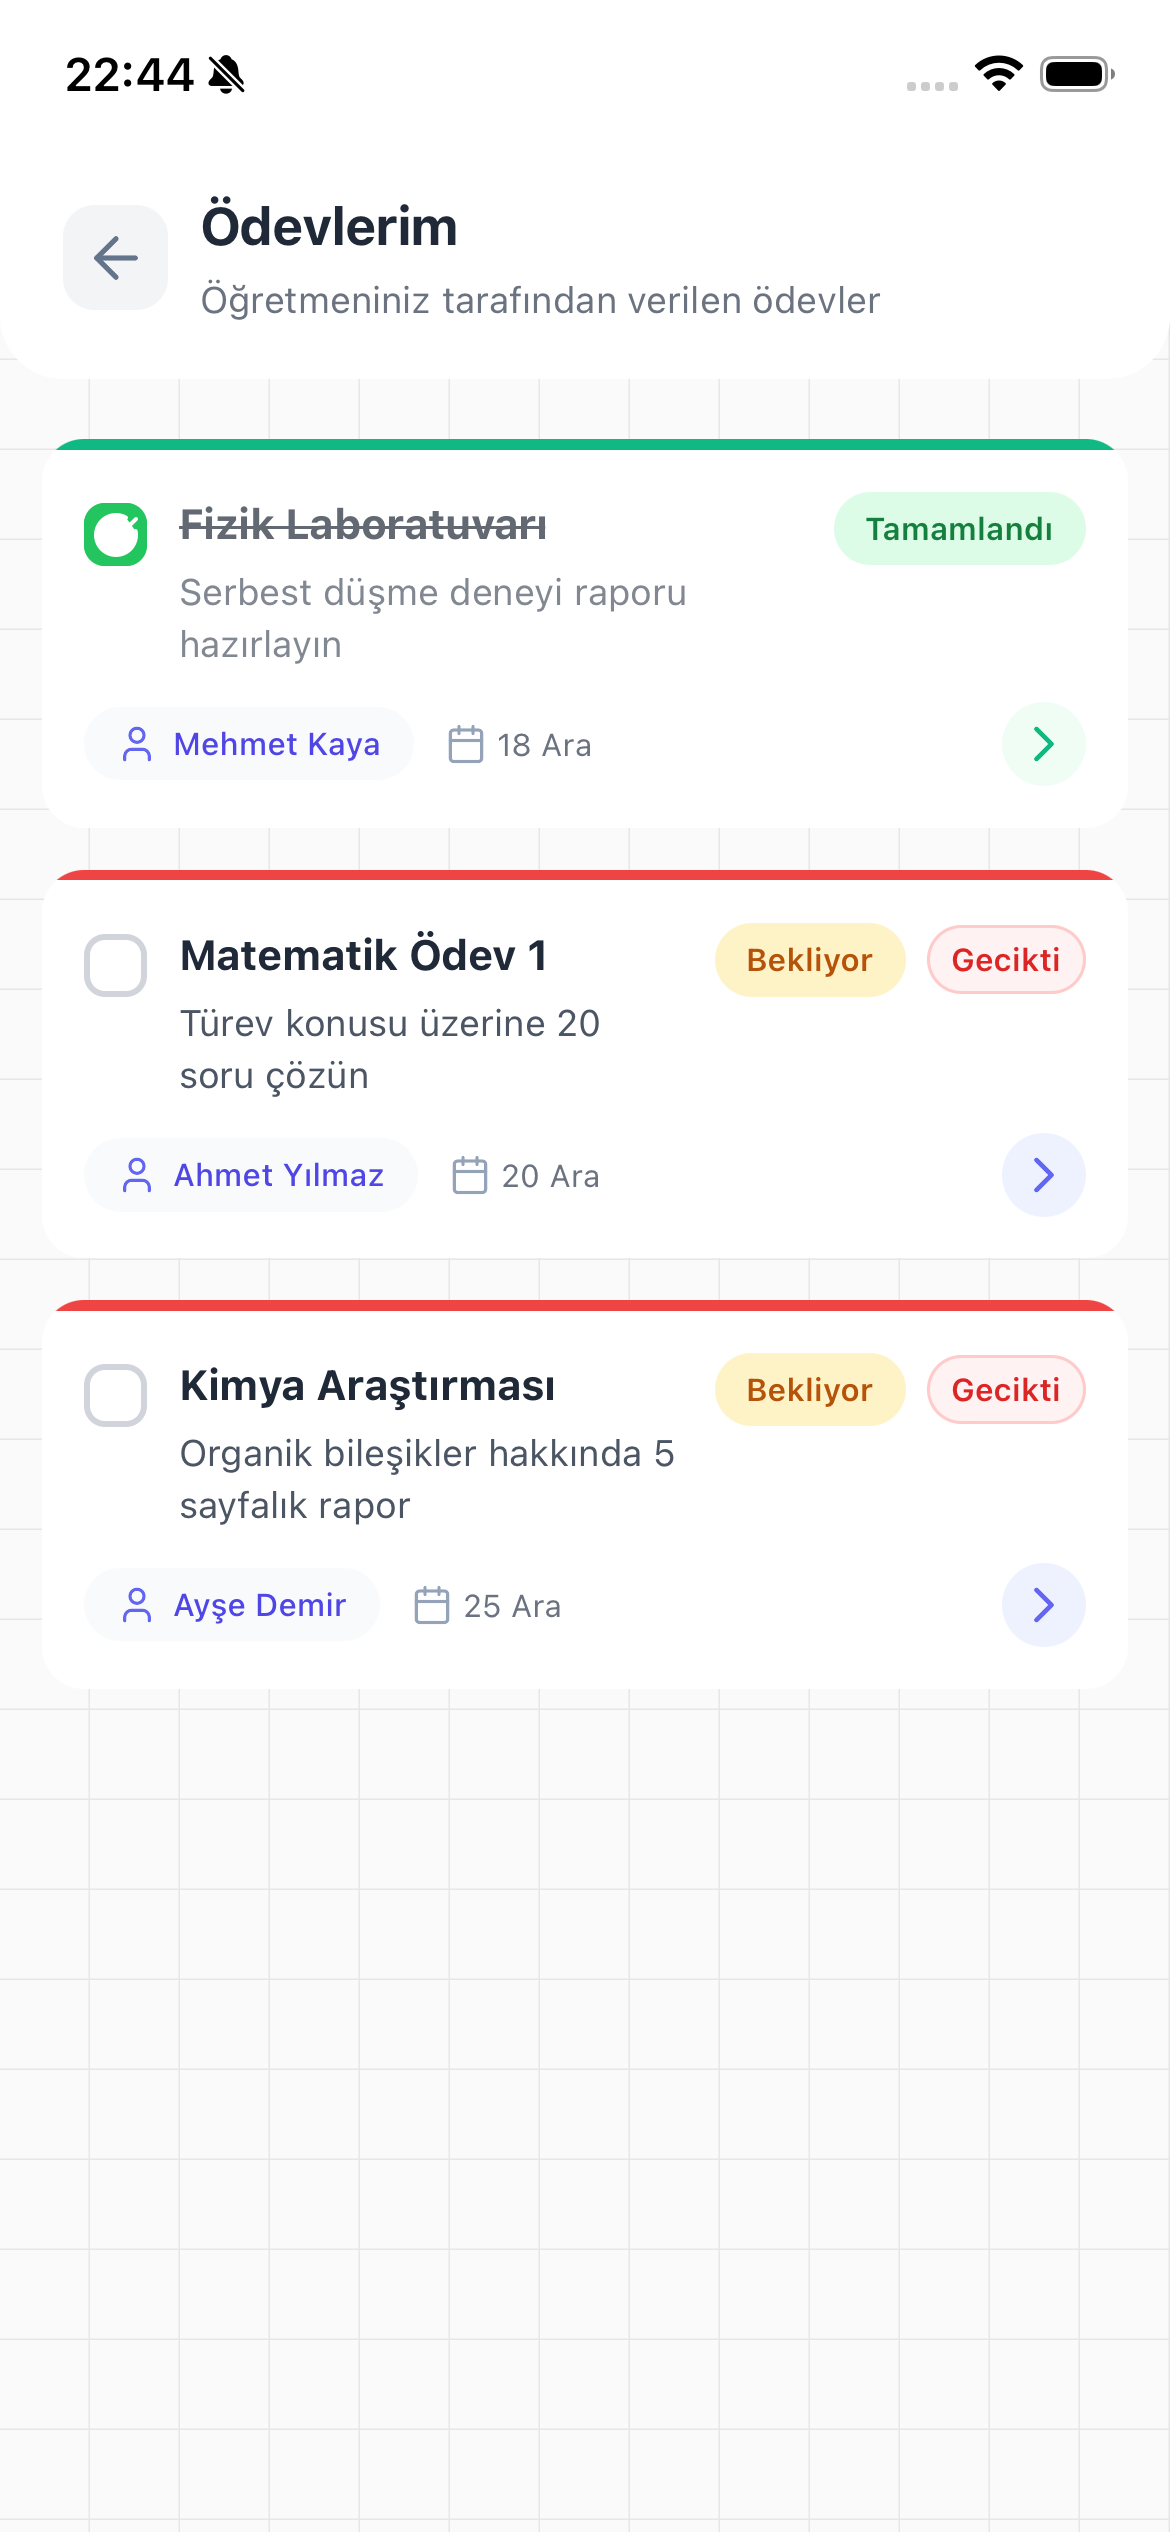 22:44
Ödevlerim
Öğretmeniniz tarafından verilen ödevler
Fizik Laboratuvarı
Tamamlandı
Serbest düşme deneyi raporu
hazırlayın
Mehmet Kaya
18 Ara
Matematik Ödev 1
Bekliyor
Gecikti
Türev konusu üzerine 20
soru çözün
Ahmet Yılmaz
20 Ara
Kimya Araştırması
Bekliyor
Gecikti
Organik bileşikler hakkında 5
sayfalık rapor
Ayşe Demir
25 Ara